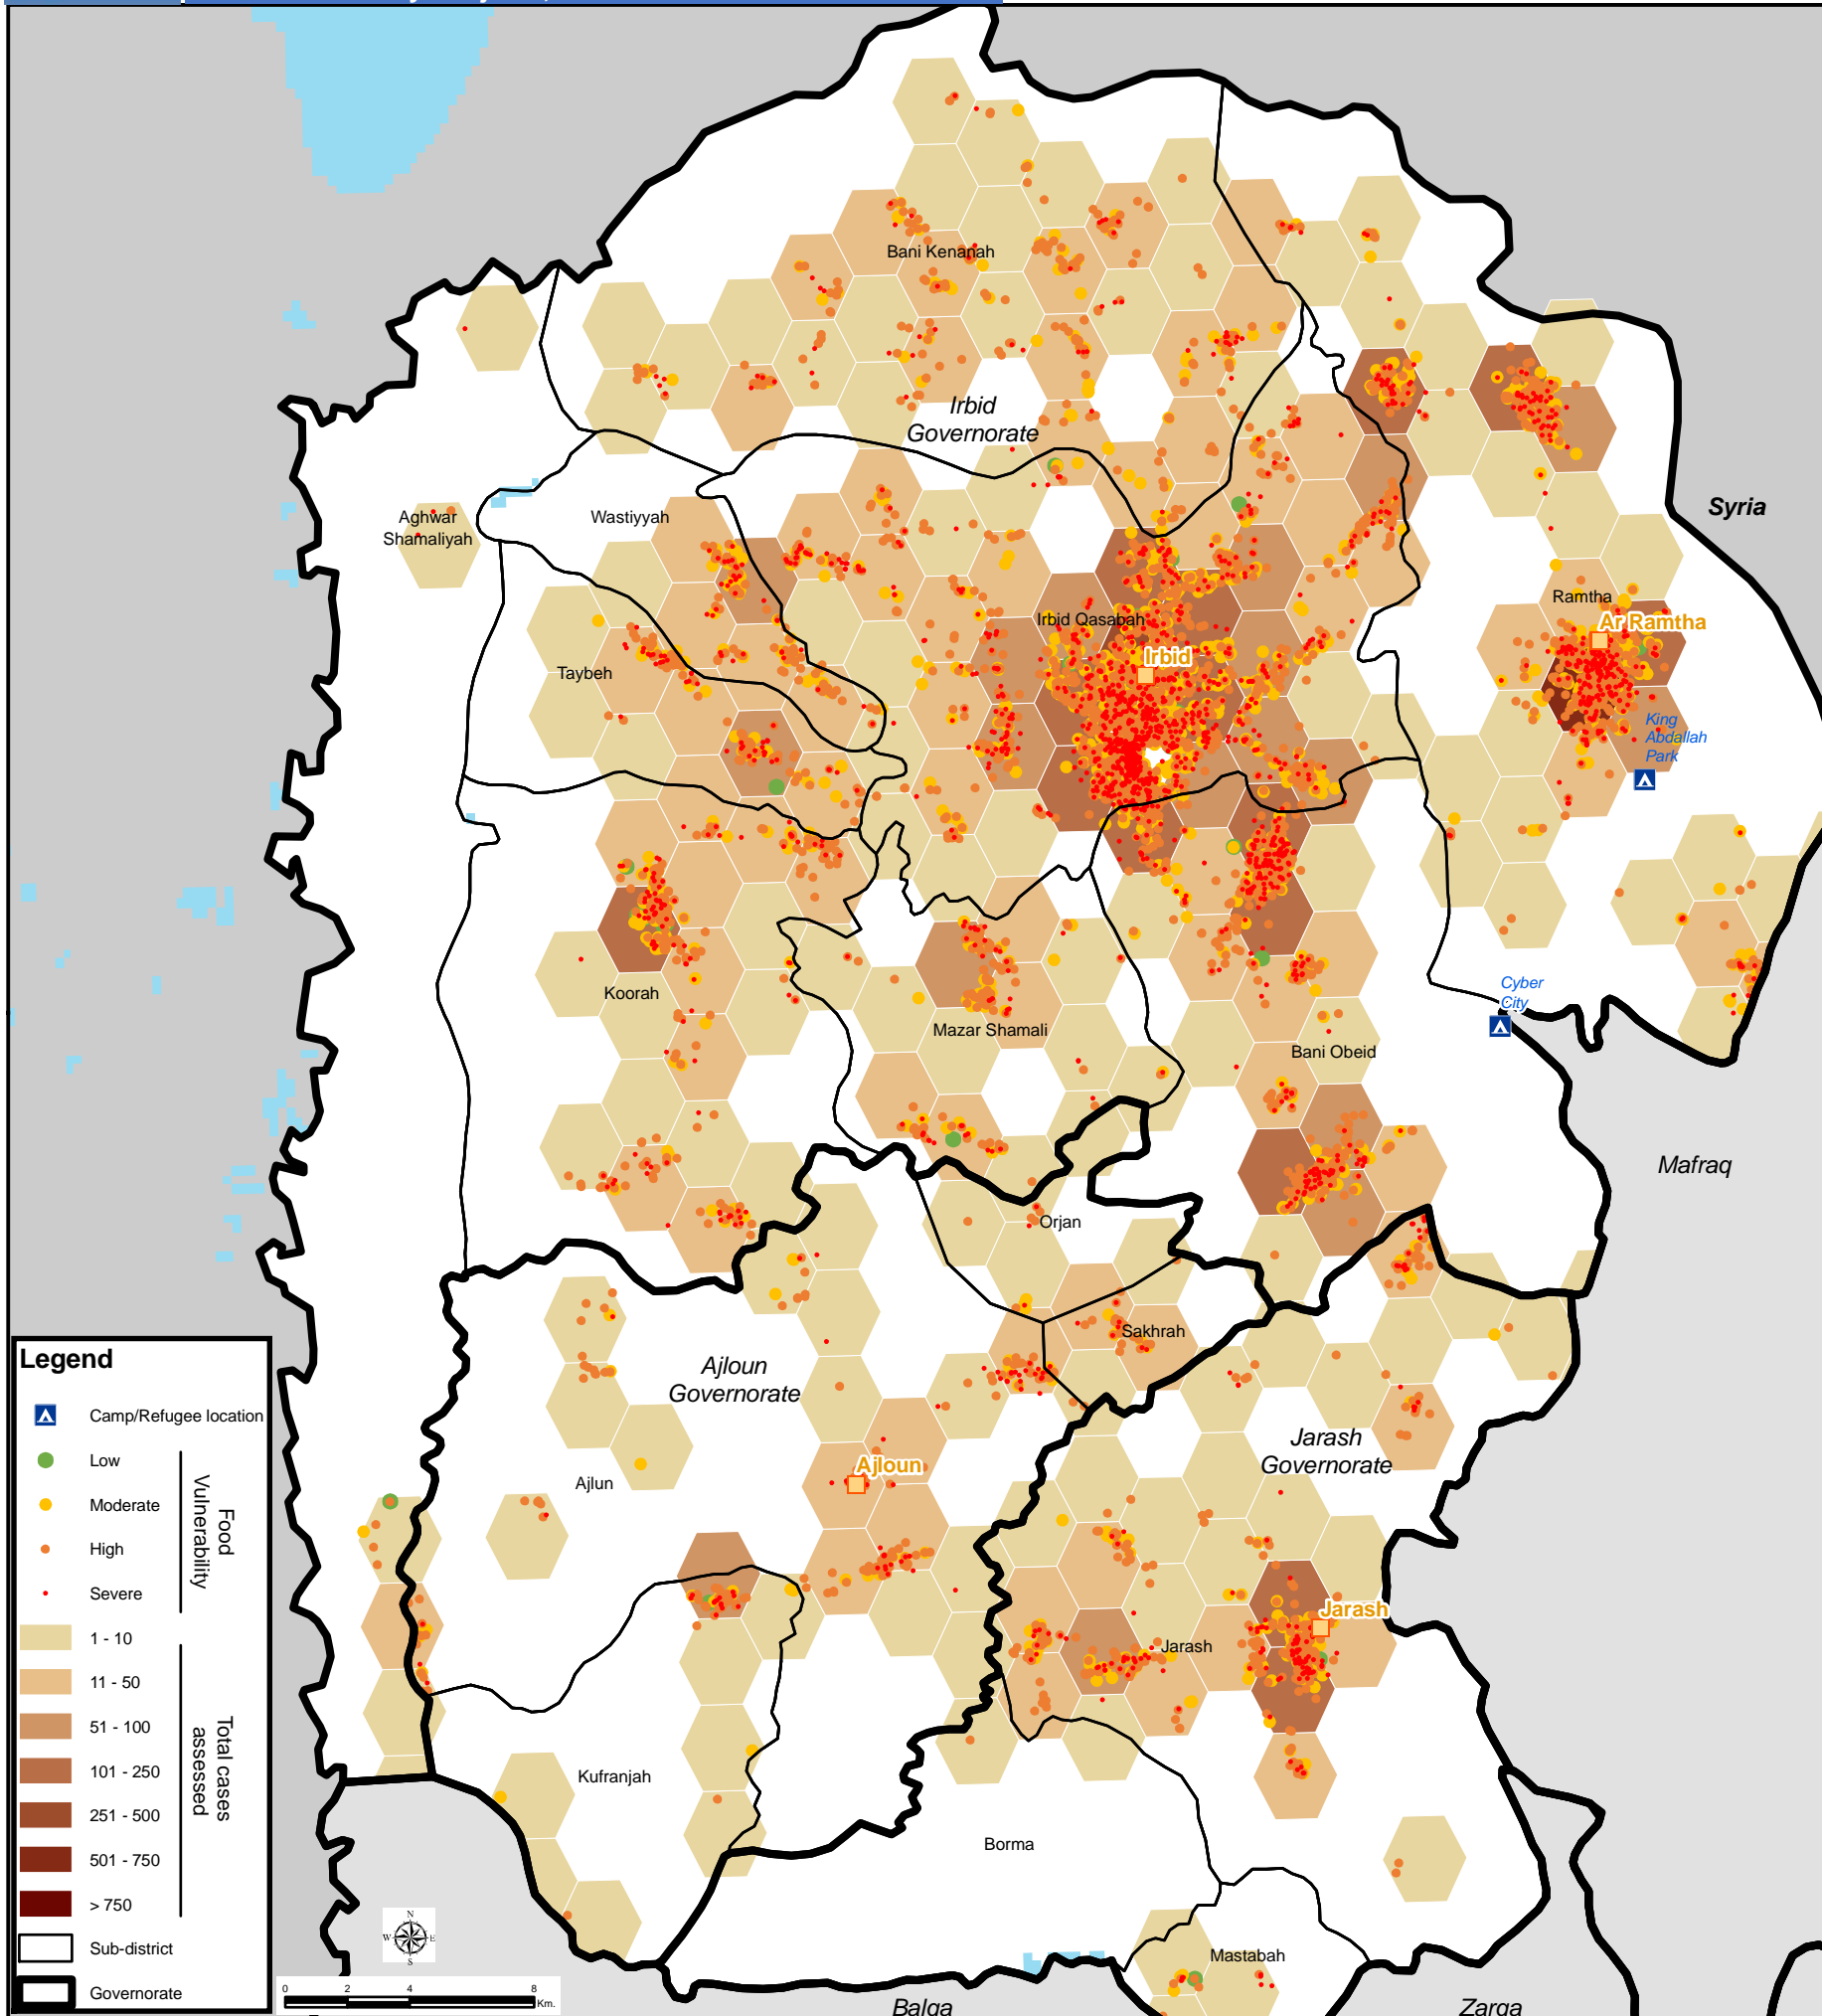 Bani Kenanah
Irbid
Governorate
Aghwar
Shamaliyah
Wastiyyah
Syria
Ramtha
Ar Ramtha
Irbid Qasabah
Irbid
Taybeh
King
Abdallah
Park
Koorah
Cyber
City
Mazar Shamali
Bani Obeid
Mafraq
Orjan
Sakhrah
Ajloun
Governorate
Jarash
Governorate
Ajloun
Ajlun
Jarash
Jarash
Kufranjah
Borma
Mastabah
Balqa
Zarqa
Legend
Camp/Refugee location
Low
Moderate
High
Severe
Food
Vulnerability
1 - 10
11 - 50
51 - 100
101 - 250
251 - 500
501 - 750
> 750
Total cases
assessed
Sub-district
Governorate
N
W E
S
0 2 4 8
Km.